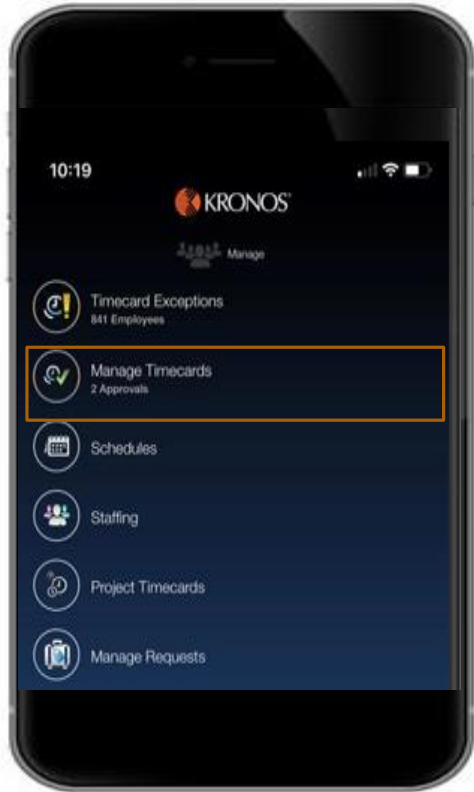 10:19
KRONOS
Manage
Timecard Exceptions
841 Employees
Manage Timecards
2 Approvals
Schedules
Staffing
Project Timecards
Manage Requests